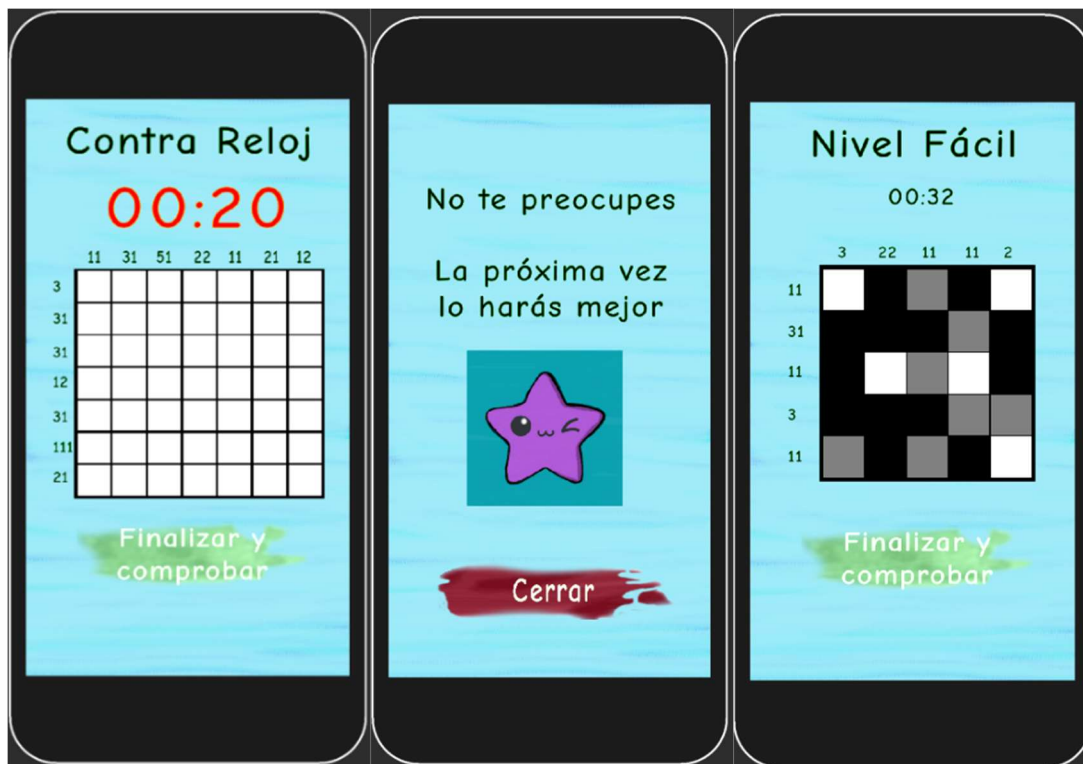 Contra Reloj
00:20
11 31 51 22 11 21 12
3
31
31
12
31
111
21
Finalizar y
comprobar
No te preocupes
La próxima vez
lo harás mejor
Cerrar
Nivel Fácil
00:32
3 22 11 11 2
11
31
11
3
11
Finalizar y
comprobar